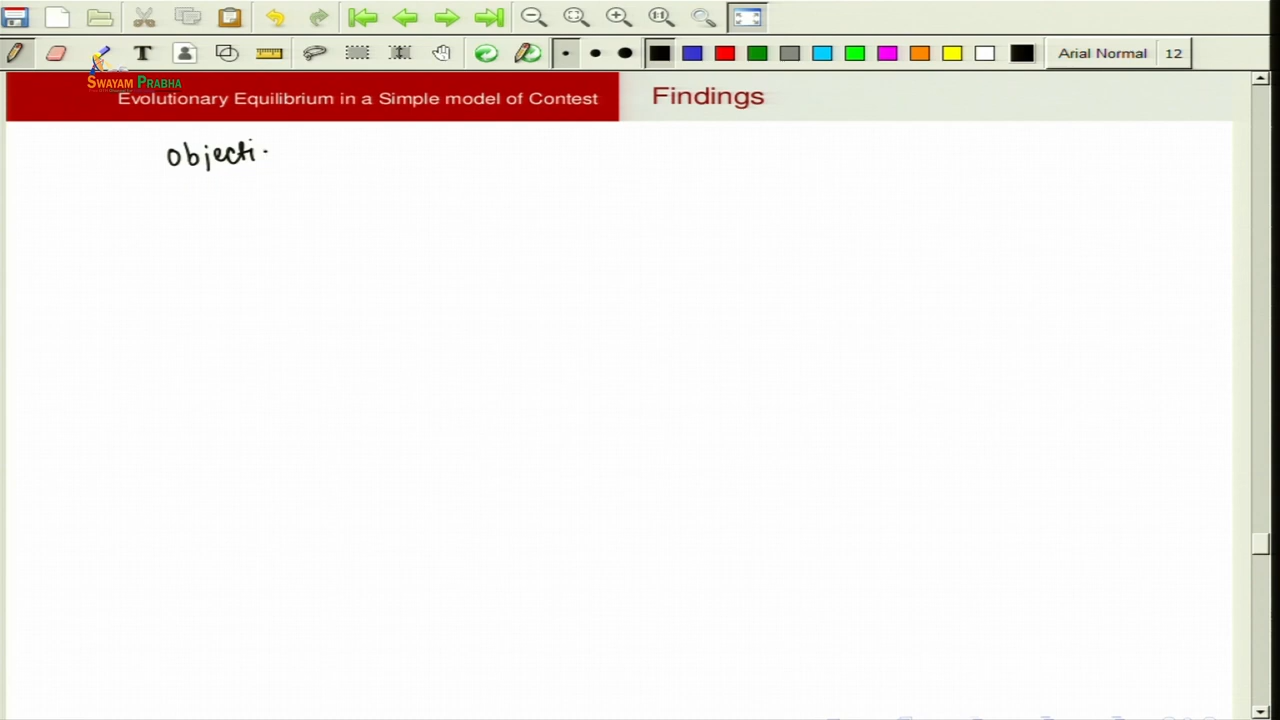 T
Arial Normal 12
SWAYAM PRABHA
Evolutionary Equilibrium in a Simple model of Contest Findings
objecti